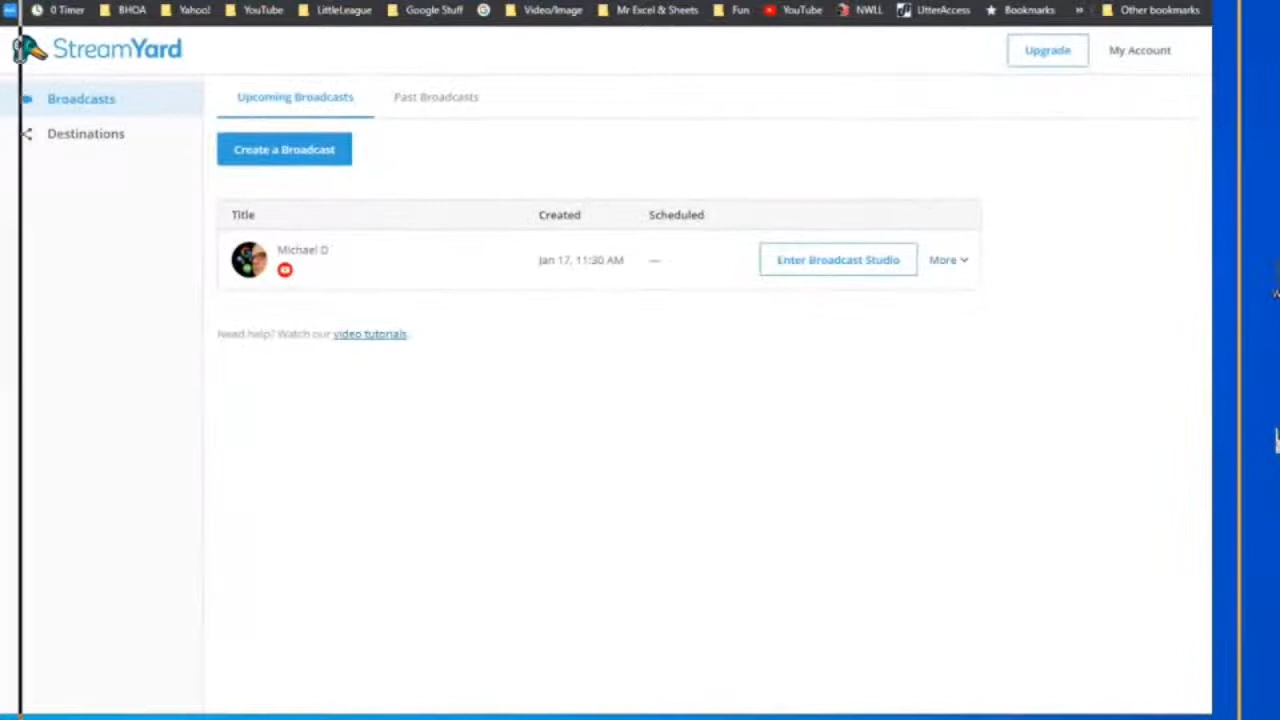 0 Timer BHOA Yahoo! YouTube LittleLeague Google Stuff Video/Image Mr Excel & Sheets Fun YouTube NWLL UtterAccess Bookmarks » Other bookmarks
StreamYard
Upgrade My Account
Broadcasts
Destinations
Upcoming Broadcasts Past Broadcasts
Create a Broadcast
Title Created Scheduled
Michael D
Jan 17, 11:30 AM — Enter Broadcast Studio More
Need help? Watch our video tutorials.